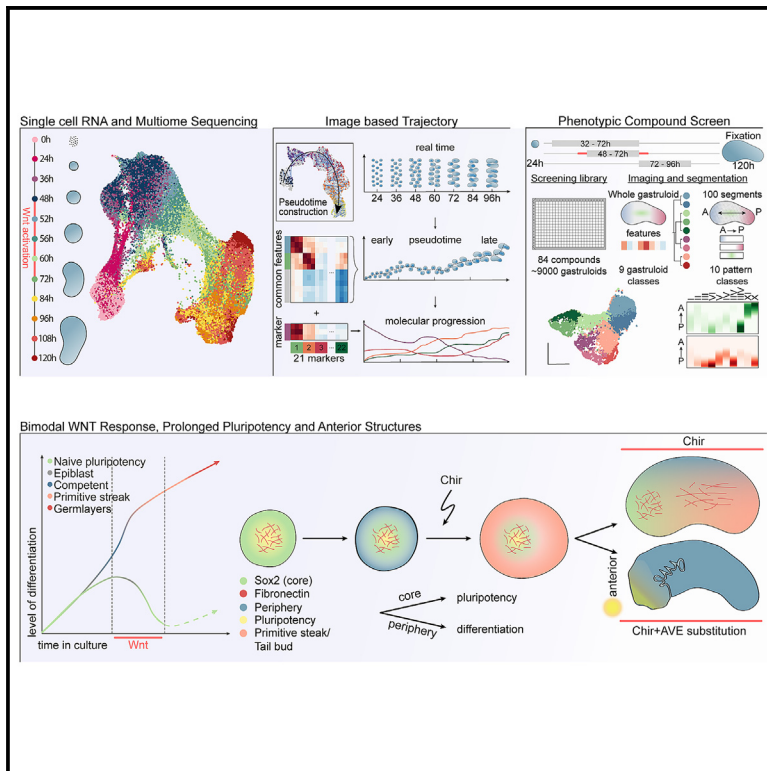 Single cell RNA and Multiome Sequencing
0h
24h
36h
48h
52h
56h
60h
72h
84h
96h
108h
120h
Wnt activation
Image based Trajectory
Pseudotime
construction
real time
24 36 48 60 72 84 96h
common features
early pseudotime late
marker
+
molecular progression
1 2 3 ... 22
21 markers
Phenotypic Compound Screen
32 - 72h
48 - 72h
72 - 96h
24h
Fixation
120h
Screening library
84 compounds
~9000 gastruloids
Imaging and segmentation
Whole gastruloid
features
9 gastruloid
classes
100 segments
A P
A → P
10 pattern
classes
A
P
A
P
Bimodal WNT Response, Prolonged Pluripotency and Anterior Structures
level of differentiation
Naive pluripotency
Epiblast
Competent
Primitive streak
Germlayers
time in culture
Wnt
Chir
Sox2 (core)
Fibronectin
Periphery
Pluripotency
Primitive steak/
Tail bud
core
periphery
pluripotency
differentiation
Chir
anterior
Chir+AVE substitution